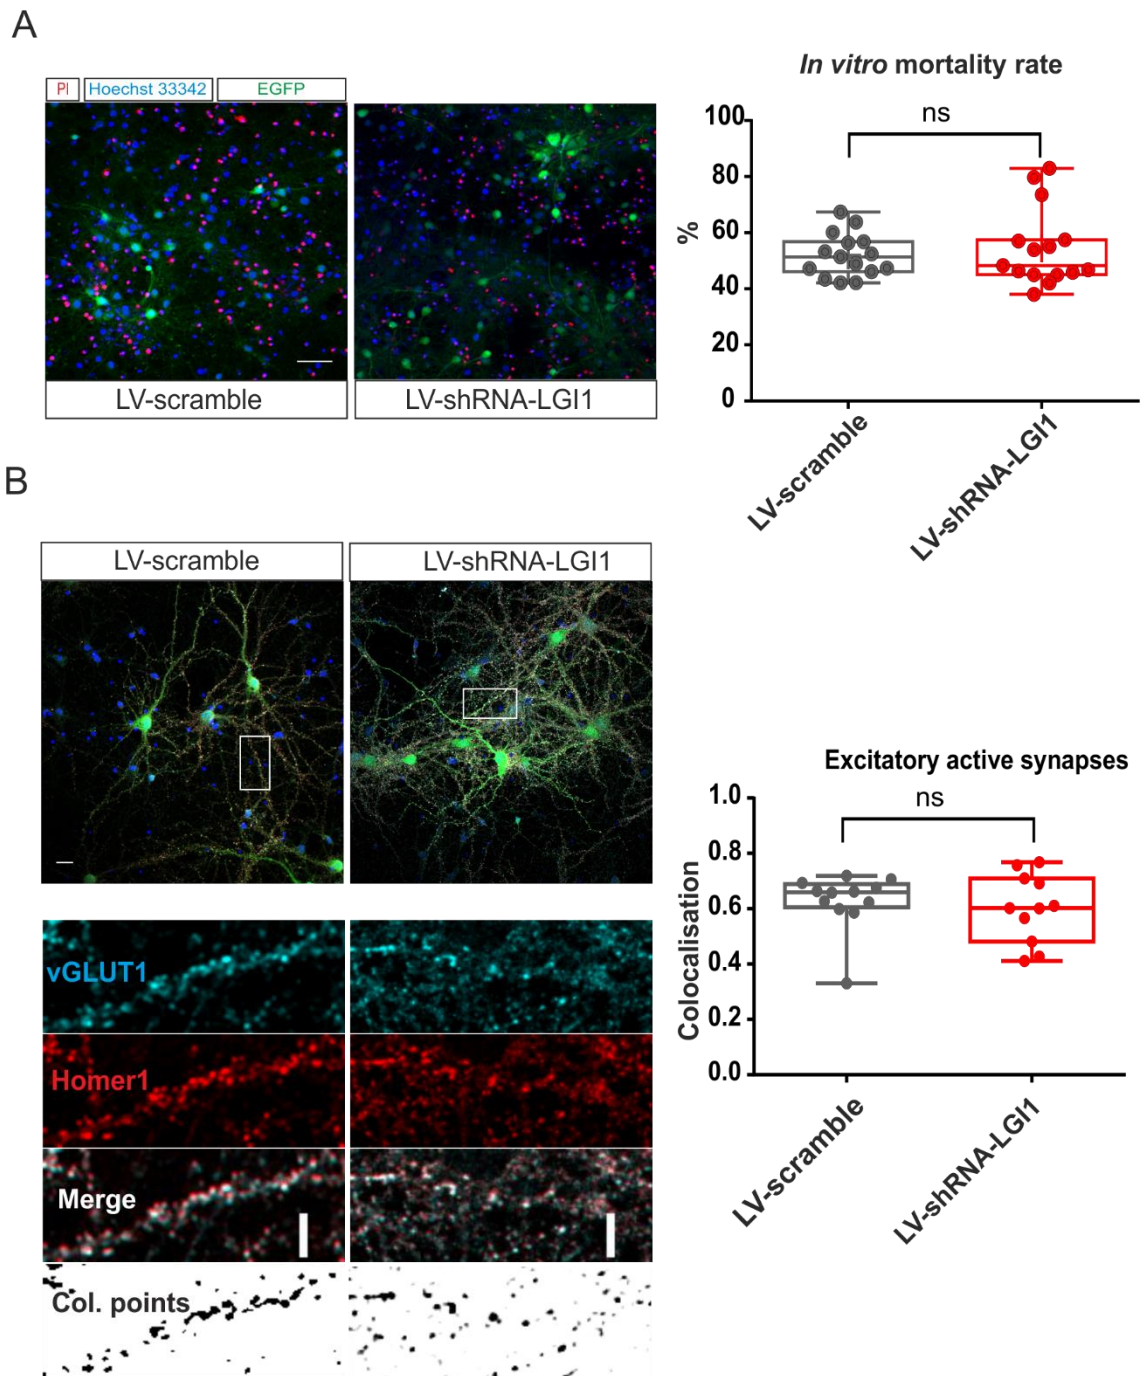 A
In vitro mortality rate
PI Hoechst 33342 EGFP
LV-scramble LV-shRNA-LGI1
ns
100
80
60
40
20
0
%
LV-scramble
LV-shRNA-LGI1
B
LV-scramble LV-shRNA-LGI1
vGLUT1
Homer1
Merge
Col. points
Excitatory active synapses
ns
1.0
0.8
0.6
0.4
0.2
0.0
Colocalisation
LV-scramble
LV-shRNA-LGI1